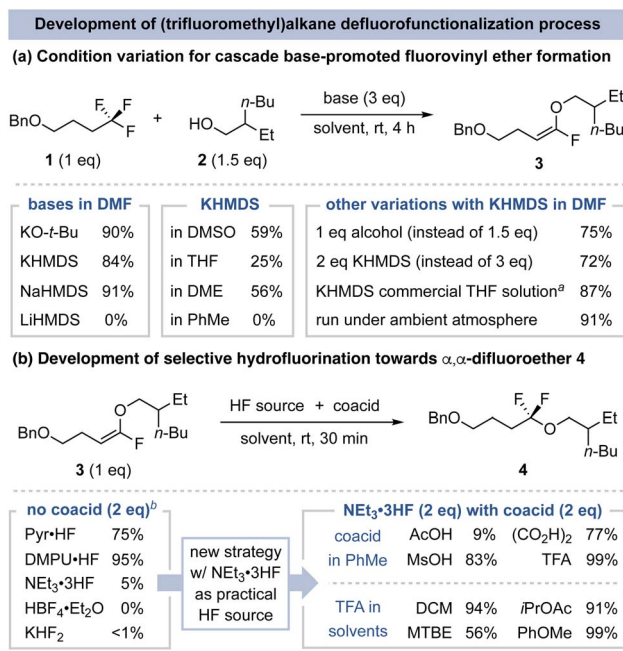 Development of (trifluoromethyl)alkane defluorofunctionalization process
(a) Condition variation for cascade base-promoted fluorovinyl ether formation
BnO F F F
1 (1 eq)
+
HO n-Bu Et
2 (1.5 eq)
base (3 eq)
solvent, rt, 4 h
BnO O F Et n-Bu
3
bases in DMF
KO-t-Bu 90%
KHMDS 84%
NaHMDS 91%
LiHMDS 0%
KHMDS
in DMSO 59%
in THF 25%
in DME 56%
in PhMe 0%
other variations with KHMDS in DMF
1 eq alcohol (instead of 1.5 eq) 75%
2 eq KHMDS (instead of 3 eq) 72%
KHMDS commercial THF solutionᵃ 87%
run under ambient atmosphere 91%
(b) Development of selective hydrofluorination towards α,α-difluoroether 4
BnO O F Et n-Bu
3 (1 eq)
HF source + coacid
solvent, rt, 30 min
BnO F F O Et n-Bu
4
no coacid (2 eq)ᵇ
Pyr•HF 75%
DMPU•HF 95%
NEt₃•3HF 5%
HBF₄•Et₂O 0%
KHF₂ <1%
new strategy
w/ NEt₃•3HF
as practical
HF source
NEt₃•3HF (2 eq) with coacid (2 eq)
coacid AcOH 9% (CO₂H)₂ 77%
in PhMe MsOH 83% TFA 99%
TFA in DCM 94% iPrOAc 91%
solvents MTBE 56% PhOMe 99%